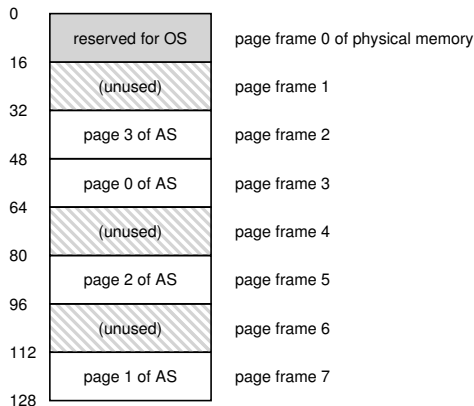 0
reserved for OS page frame 0 of physical memory
16
(unused) page frame 1
32
page 3 of AS page frame 2
48
page 0 of AS page frame 3
64
(unused) page frame 4
80
page 2 of AS page frame 5
96
(unused) page frame 6
112
page 1 of AS page frame 7
128